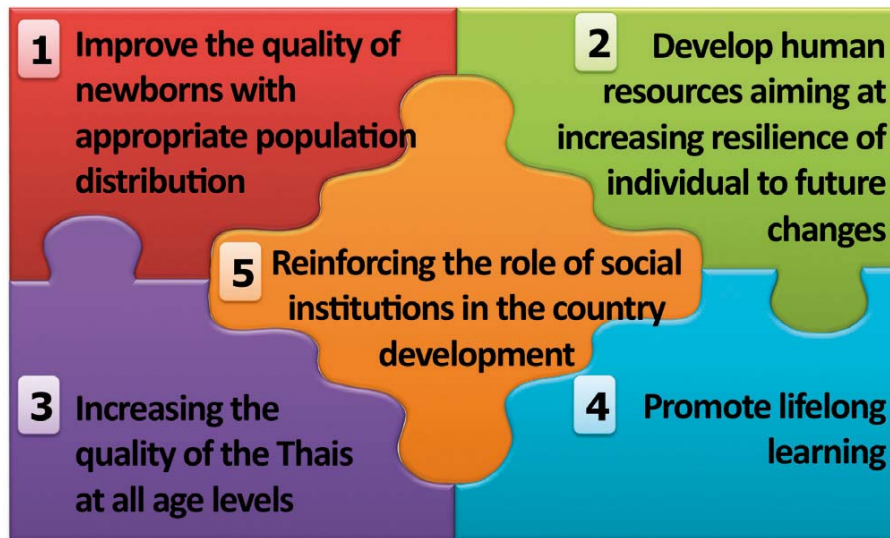 1
Improve the quality of
newborns with
appropriate population
distribution
2
Develop human
resources aiming at
increasing resilience of
individual to future
changes
5
Reinforcing the role of social
institutions in the country
development
3
Increasing the
quality of the Thais
at all age levels
4
Promote lifelong
learning